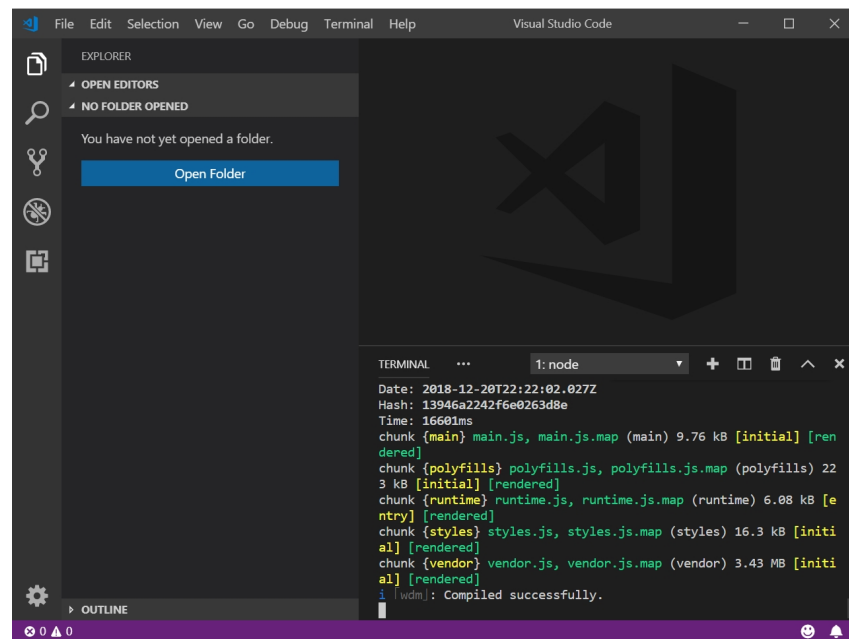 File Edit Selection View Go Debug Terminal Help Visual Studio Code
EXPLORER
OPEN EDITORS
NO FOLDER OPENED
You have not yet opened a folder.
Open Folder
OUTLINE
TERMINAL ••• 1: node
Date: 2018-12-20T22:22:02.027Z
Hash: 13946a2242f6e0263d8e
Time: 16601ms
chunk {main} main.js, main.js.map (main) 9.76 kB [initial] [ren
dered]
chunk {polyfills} polyfills.js, polyfills.js.map (polyfills) 22
3 kB [initial] [rendered]
chunk {runtime} runtime.js, runtime.js.map (runtime) 6.08 kB [e
ntry] [rendered]
chunk {styles} styles.js, styles.js.map (styles) 16.3 kB [initi
al] [rendered]
chunk {vendor} vendor.js, vendor.js.map (vendor) 3.43 MB [initi
al] [rendered]
i ｢wdm｣: Compiled successfully.
0 0